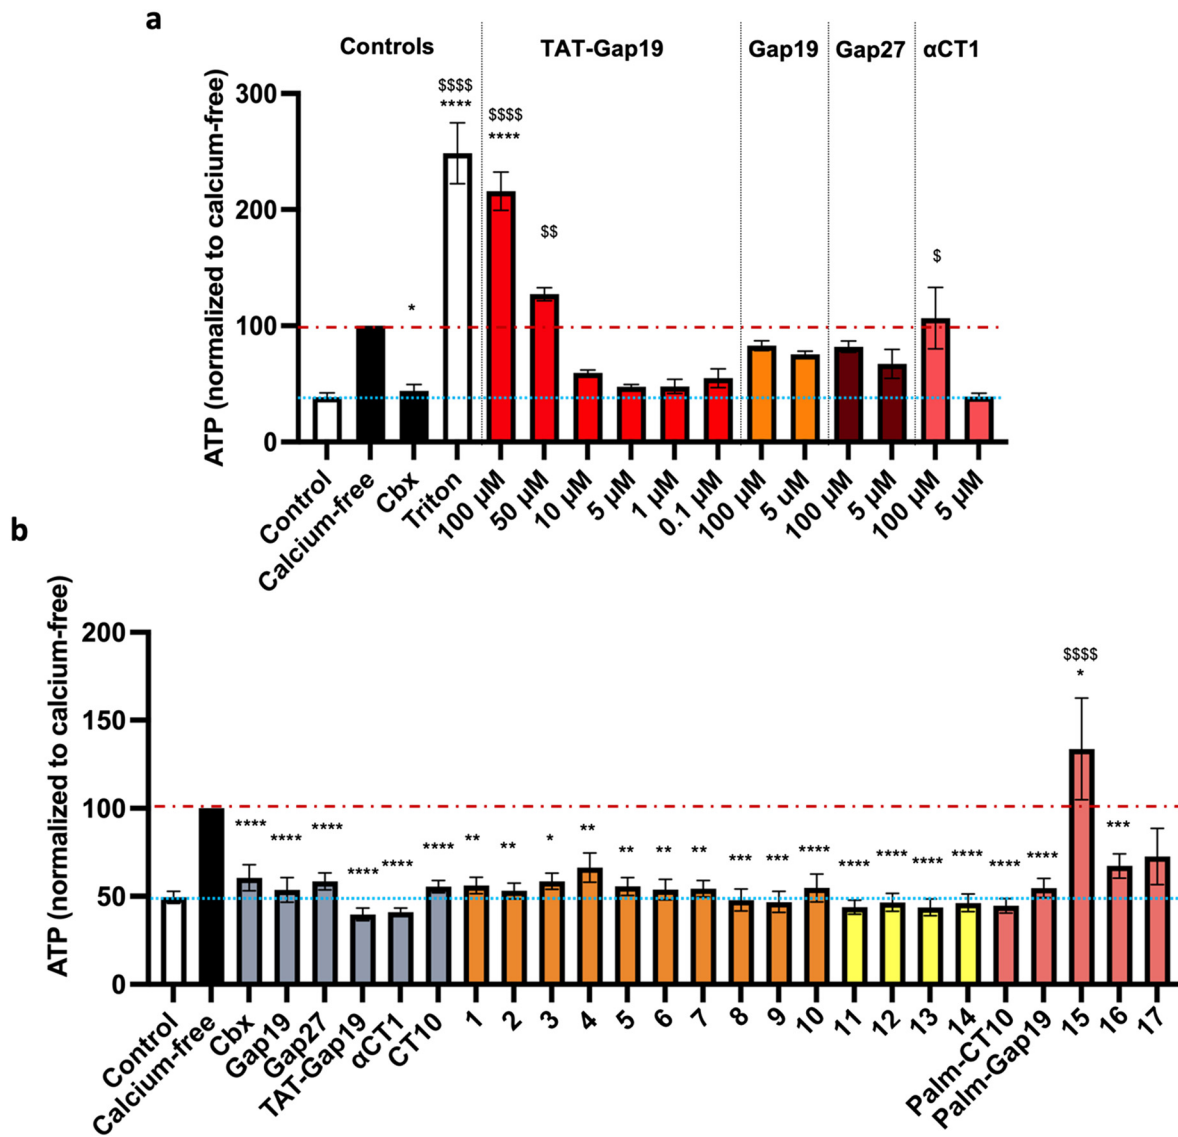 a
Controls TAT-Gap19 Gap19 Gap27 αCT1
ATP (normalized to calcium-free)
300
200
100
0
* $$$$ **** $$$$ **** $$ $
Control Calcium-free Cbx Triton 100 µM 50 µM 10 µM 5 µM 1 µM 0.1 µM 100 µM 5 uM 100 µM 5 µM 100 µM 5 µM
b
ATP (normalized to calcium-free)
200
150
100
50
0
**** **** **** **** **** **** ** ** * ** ** ** ** *** *** **** **** **** **** **** **** **** $$$$ * ***
Control Calcium-free Cbx Gap19 Gap27 TAT-Gap19 αCT1 CT10 1 2 3 4 5 6 7 8 9 10 11 12 13 14 Palm-CT10 Palm-Gap19 15 16 17